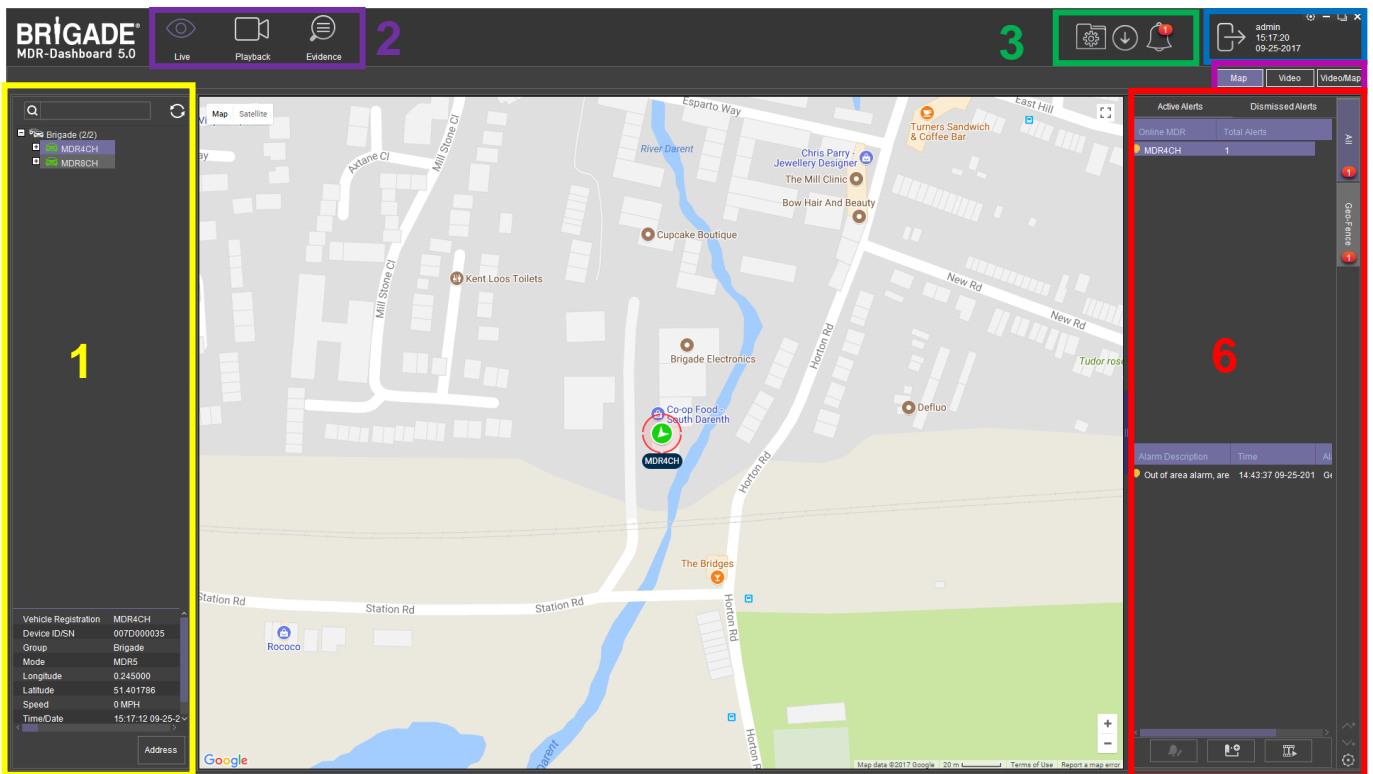 BRIGADE
MDR-Dashboard 5.0
Live
Playback
Evidence
2
3
1
admin
15:17:20
09-25-2017
Map
Video
Video/Map
Brigade (2/2)
MDR4CH
MDR8CH
1
Vehicle Registration MDR4CH
Device ID/SN 007D000035
Group Brigade
Mode MDR5
Longitude 0.245000
Latitude 51.401786
Speed 0 MPH
Time/Date 15:17:12 09-25-2
Address
Map Satellite
Esparto Way
East Hill
Turners Sandwich
& Coffee Bar
River Darent
Mill Stone Cl
Axtane Cl
ay
Chris Parry -
Jewellery Designer
The Mill Clinic
Bow Hair And Beauty
Cupcake Boutique
Kent Loos Toilets
Mill Stone Cl
New Rd
New Rd
Horton Rd
Tudor rose
Brigade Electronics
Co-op Food -
South Darenth
Defluo
MDR4CH
Horton Rd
The Bridges
Station Rd
Station Rd
Station Rd
Horton Rd
Rococo
Horton R
Darent
+
−
Google
Map data ©2017 Google 20 m Terms of Use Report a map error
Active Alerts
Dismissed Alerts
Online MDR Total Alerts
MDR4CH 1
All
1
Geo-Fence
1
6
Alarm Description Time Al
Out of area alarm, are 14:43:37 09-25-201 Ge